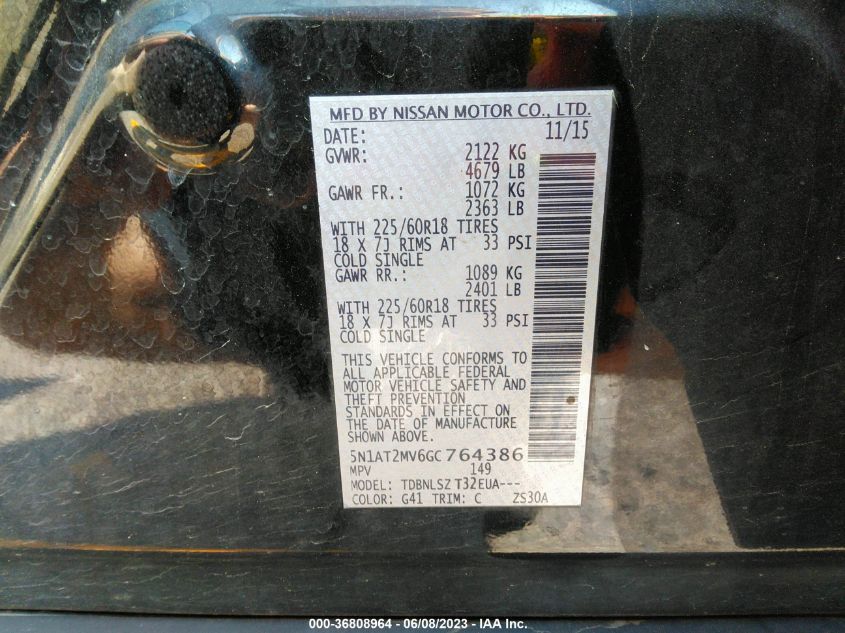 MFD BY NISSAN MOTOR CO., LTD.
DATE: 11/15
GVWR: 2122 KG
4679 LB
GAWR FR.: 1072 KG
2363 LB
WITH 225/60R18 TIRES
18 X 7J RIMS AT 33 PSI
COLD SINGLE
GAWR RR.: 1089 KG
2401 LB
WITH 225/60R18 TIRES
18 X 7J RIMS AT 33 PSI
COLD SINGLE
THIS VEHICLE CONFORMS TO
ALL APPLICABLE FEDERAL
MOTOR VEHICLE SAFETY AND
THEFT PREVENTION
STANDARDS IN EFFECT ON
THE DATE OF MANUFACTURE
SHOWN ABOVE.
5N1AT2MV6GC764386
MPV 149
MODEL: TDBNLSZ T32EUA---
COLOR: G41 TRIM: C ZS30A
000-36808964 - 06/08/2023 - IAA Inc.